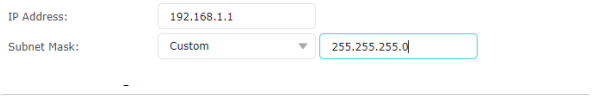 IP Address: 192.168.1.1
Subnet Mask: Custom 255.255.255.0